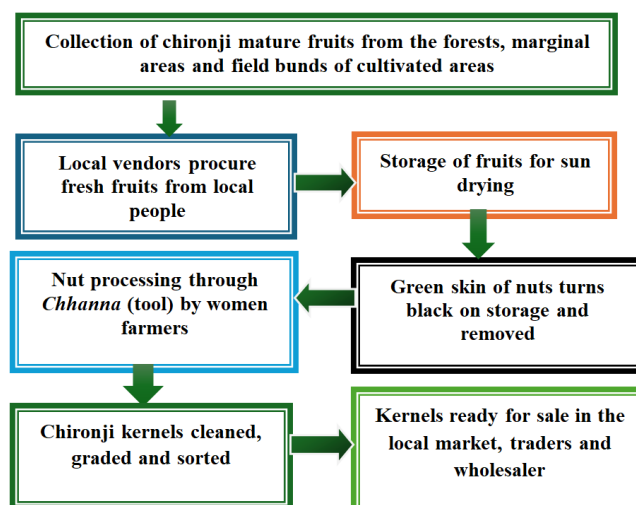 Collection of chironji mature fruits from the forests, marginal
areas and field bunds of cultivated areas
Local vendors procure
fresh fruits from local
people
Storage of fruits for sun
drying
Green skin of nuts turns
black on storage and
removed
Nut processing through
Chhanna (tool) by women
farmers
Chironji kernels cleaned,
graded and sorted
Kernels ready for sale in the
local market, traders and
wholesaler